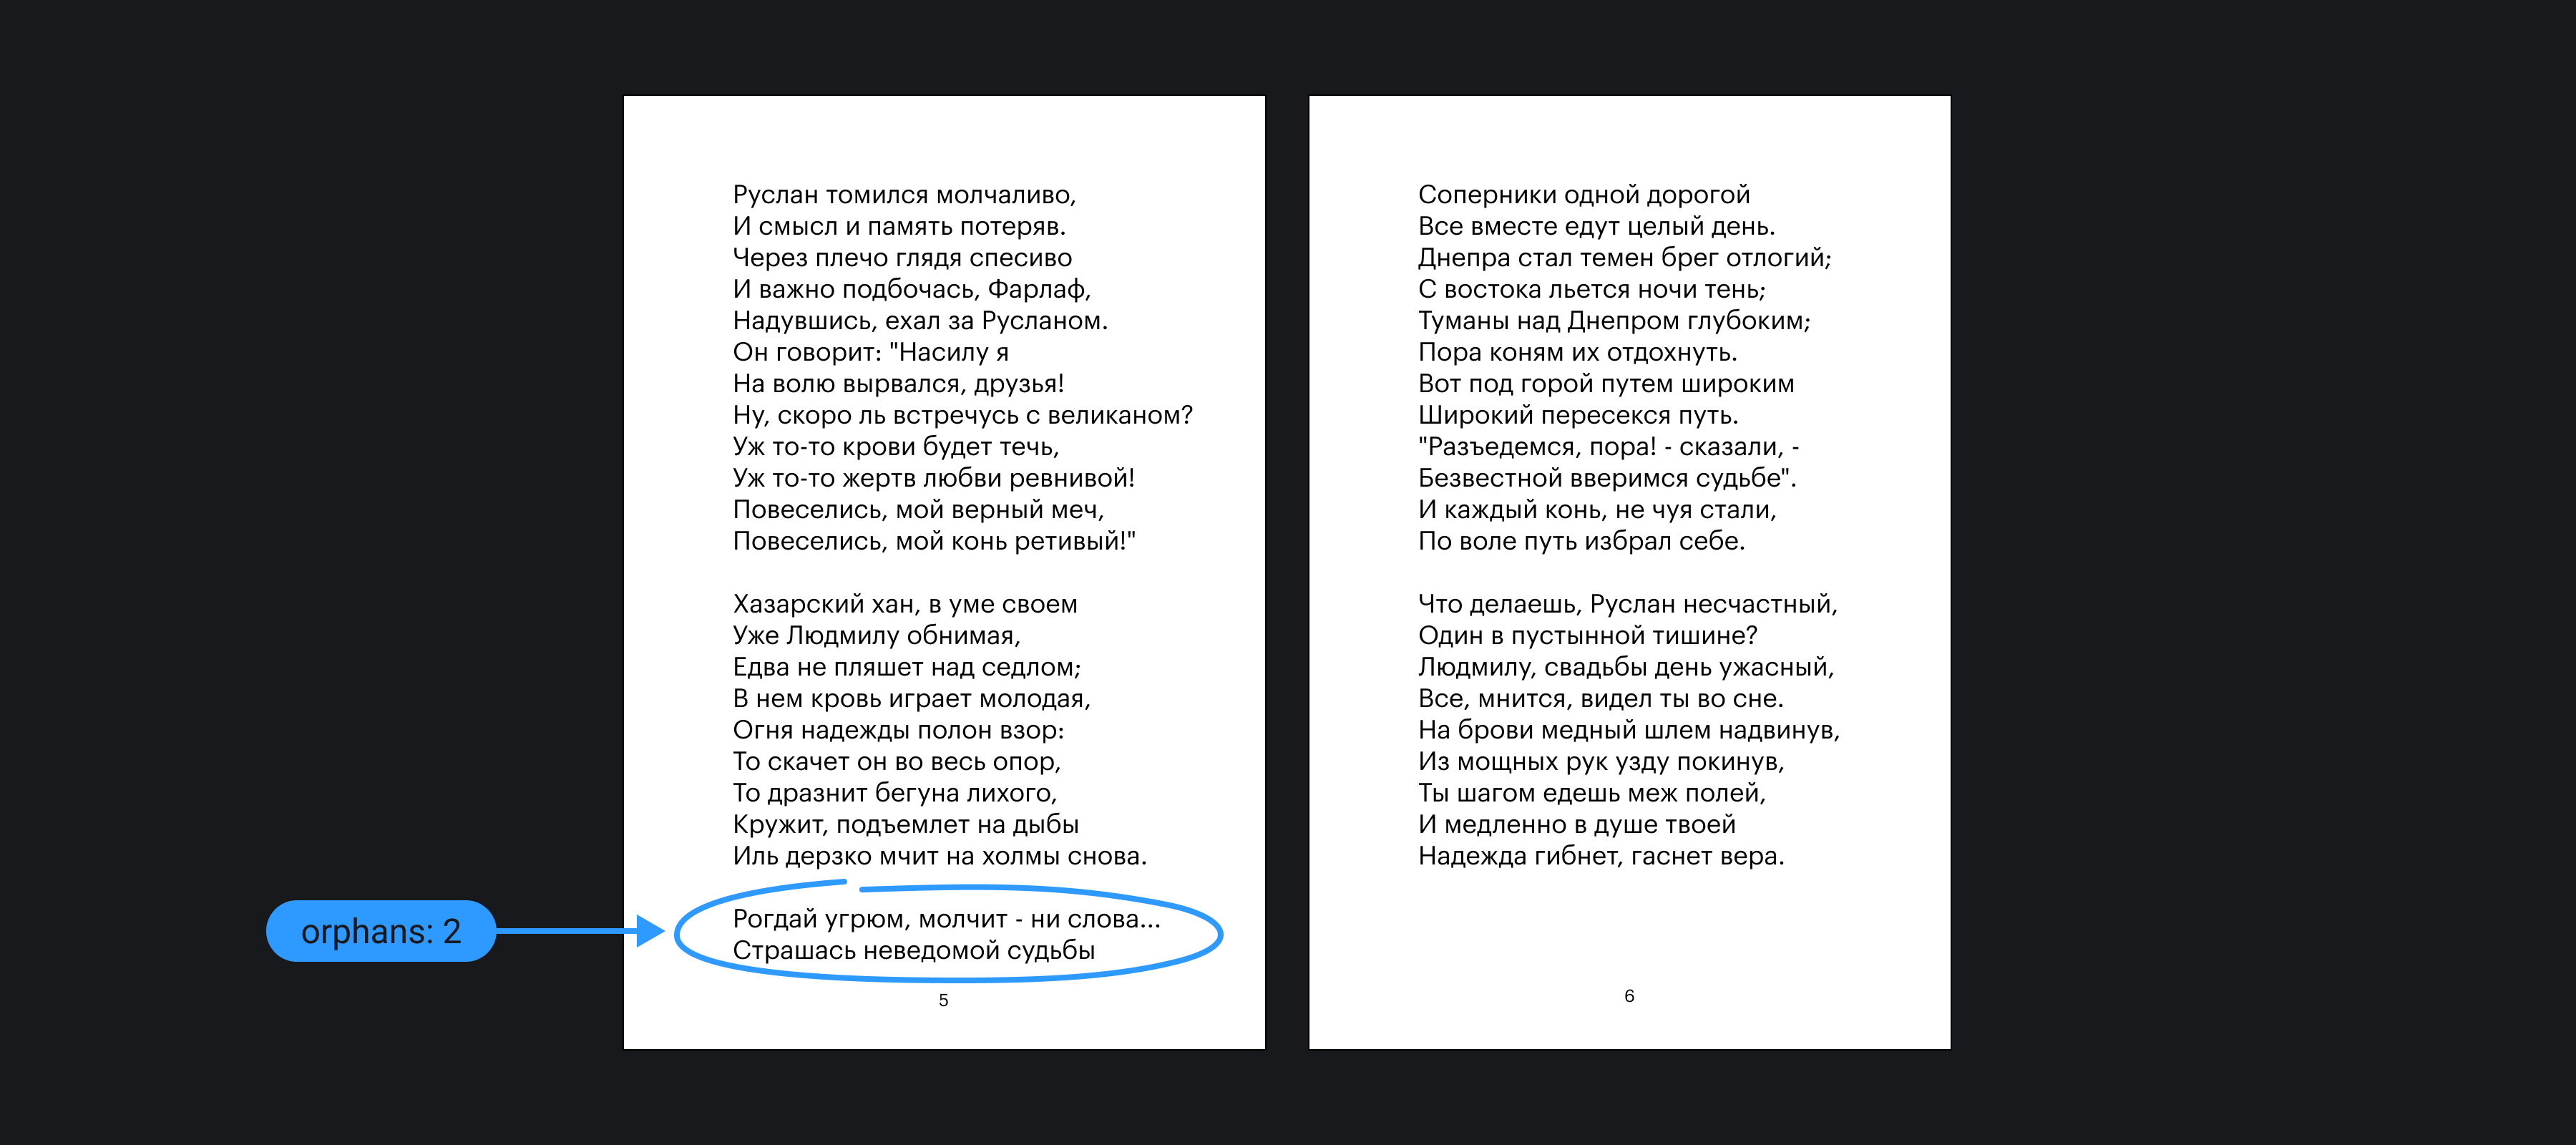 Руслан томился молчаливо,
И смысл и память потеряв.
Через плечо глядя спесиво
И важно подбочась, Фарлаф,
Надувшись, ехал за Русланом.
Он говорит: "Насилу я
На волю вырвался, друзья!
Ну, скоро ль встречусь с великаном?
Уж то-то крови будет течь,
Уж то-то жертв любви ревнивой!
Повеселись, мой верный меч,
Повеселись, мой конь ретивый!"
Хазарский хан, в уме своем
Уже Людмилу обнимая,
Едва не пляшет над седлом;
В нем кровь играет молодая,
Огня надежды полон взор:
То скачет он во весь опор,
То дразнит бегуна лихого,
Кружит, подъемлет на дыбы
Иль дерзко мчит на холмы снова.
orphans: 2
Рогдай угрюм, молчит - ни слова...
Страшась неведомой судьбы
5
Соперники одной дорогой
Все вместе едут целый день.
Днепра стал темен брег отлогий;
С востока льется ночи тень;
Туманы над Днепром глубоким;
Пора коням их отдохнуть.
Вот под горой путем широким
Широкий пересекся путь.
"Разъедемся, пора! - сказали, -
Безвестной вверимся судьбе".
И каждый конь, не чуя стали,
По воле путь избрал себе.
Что делаешь, Руслан несчастный,
Один в пустынной тишине?
Людмилу, свадьбы день ужасный,
Все, мнится, видел ты во сне.
На брови медный шлем надвинув,
Из мощных рук узду покинув,
Ты шагом едешь меж полей,
И медленно в душе твоей
Надежда гибнет, гаснет вера.
6